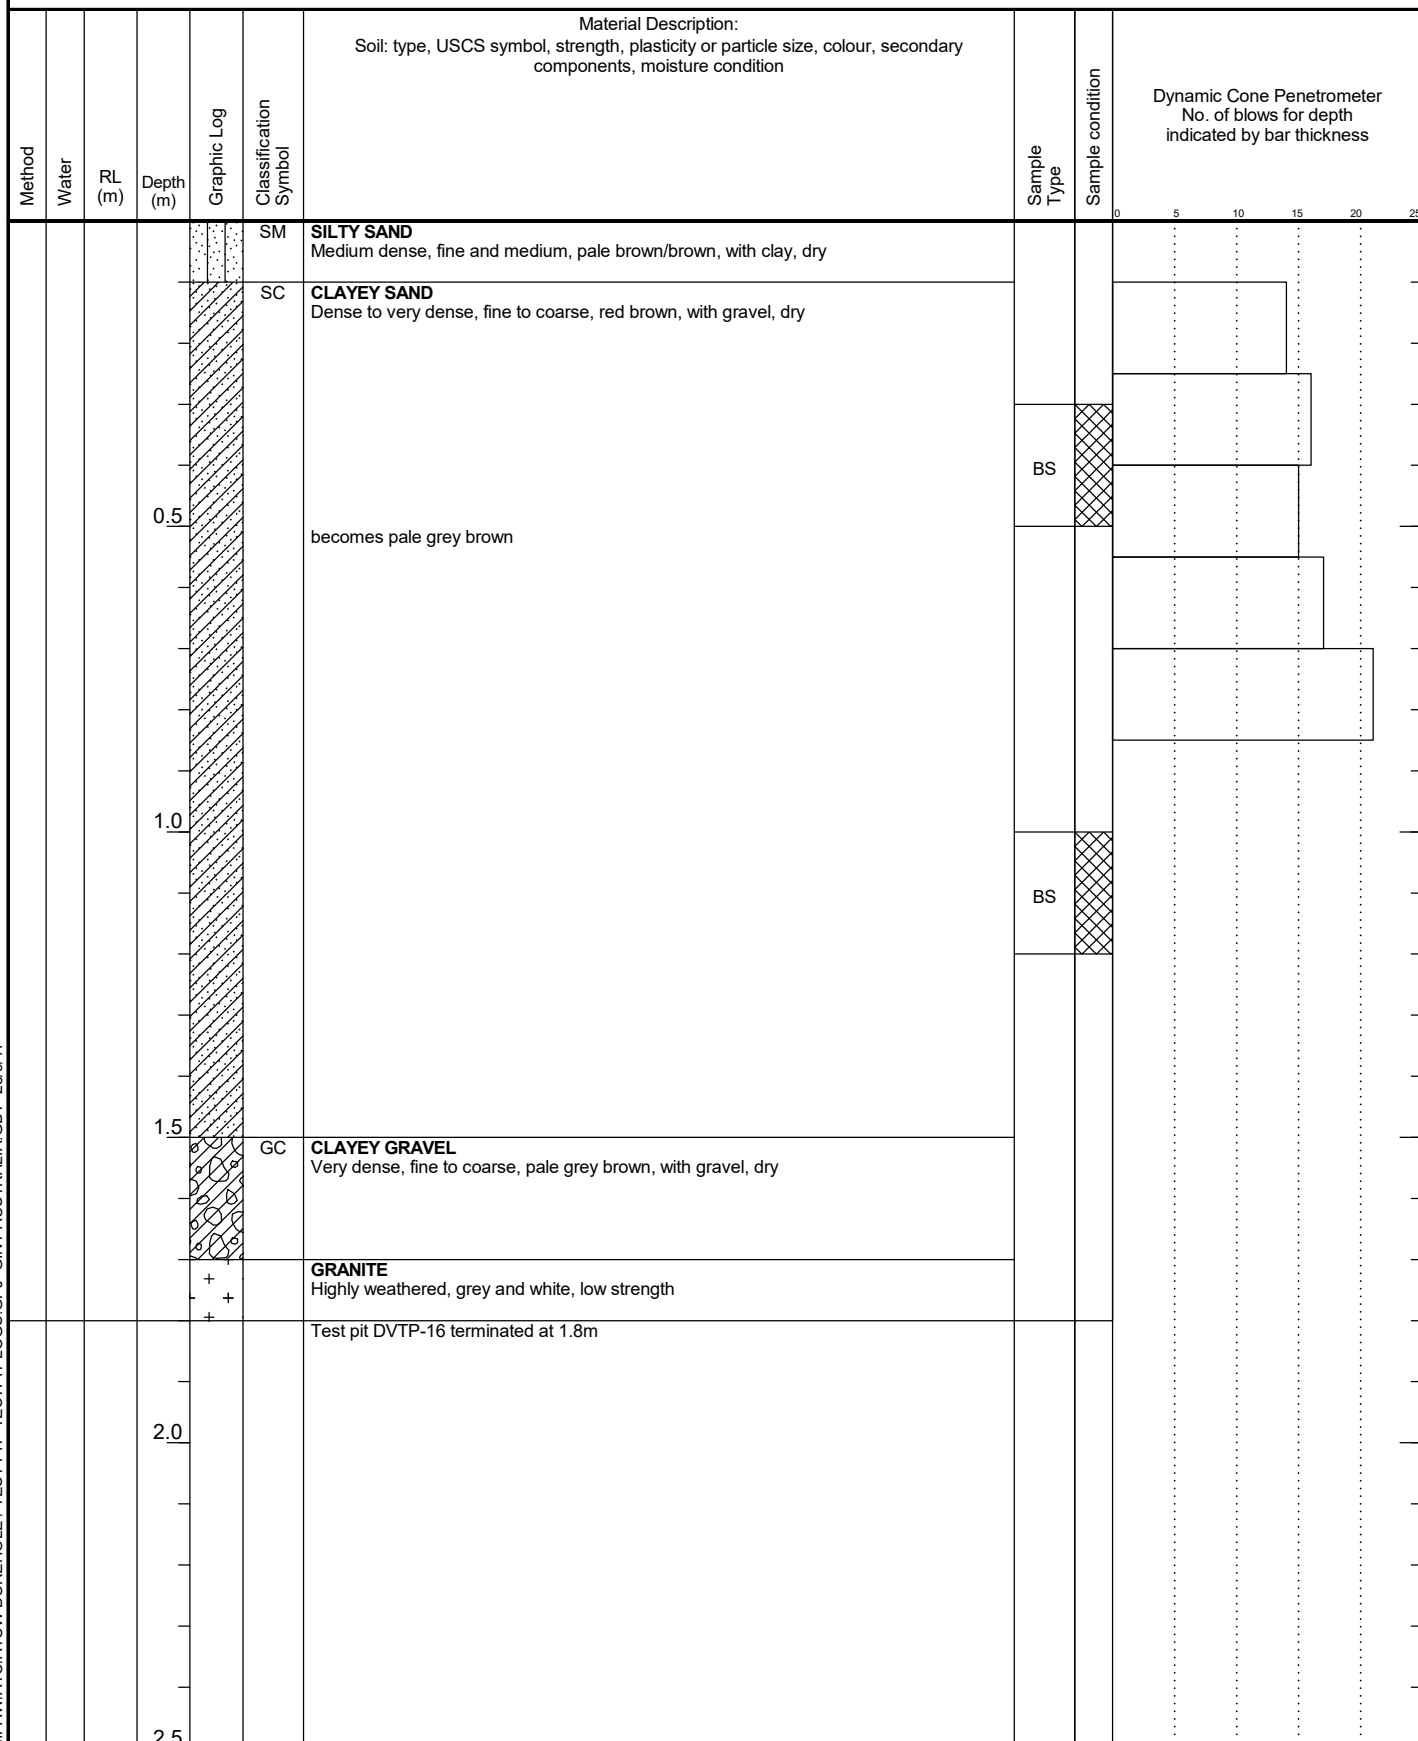 Material Description:
Soil: type, USCS symbol, strength, plasticity or particle size, colour, secondary
components, moisture condition
Method
Water
RL
(m)
Depth
(m)
Graphic Log
Classification
Symbol
Sample
Type
Sample condition
Dynamic Cone Penetrometer
No. of blows for depth
indicated by bar thickness
0 5 10 15 20 25
SM SILTY SAND
Medium dense, fine and medium, pale brown/brown, with clay, dry
SC CLAYEY SAND
Dense to very dense, fine to coarse, red brown, with gravel, dry
BS
0.5
becomes pale grey brown
1.0
BS
1.5
GC CLAYEY GRAVEL
Very dense, fine to coarse, pale grey brown, with gravel, dry
GRANITE
Highly weathered, grey and white, low strength
Test pit DVTP-16 terminated at 1.8m
2.0
2.5